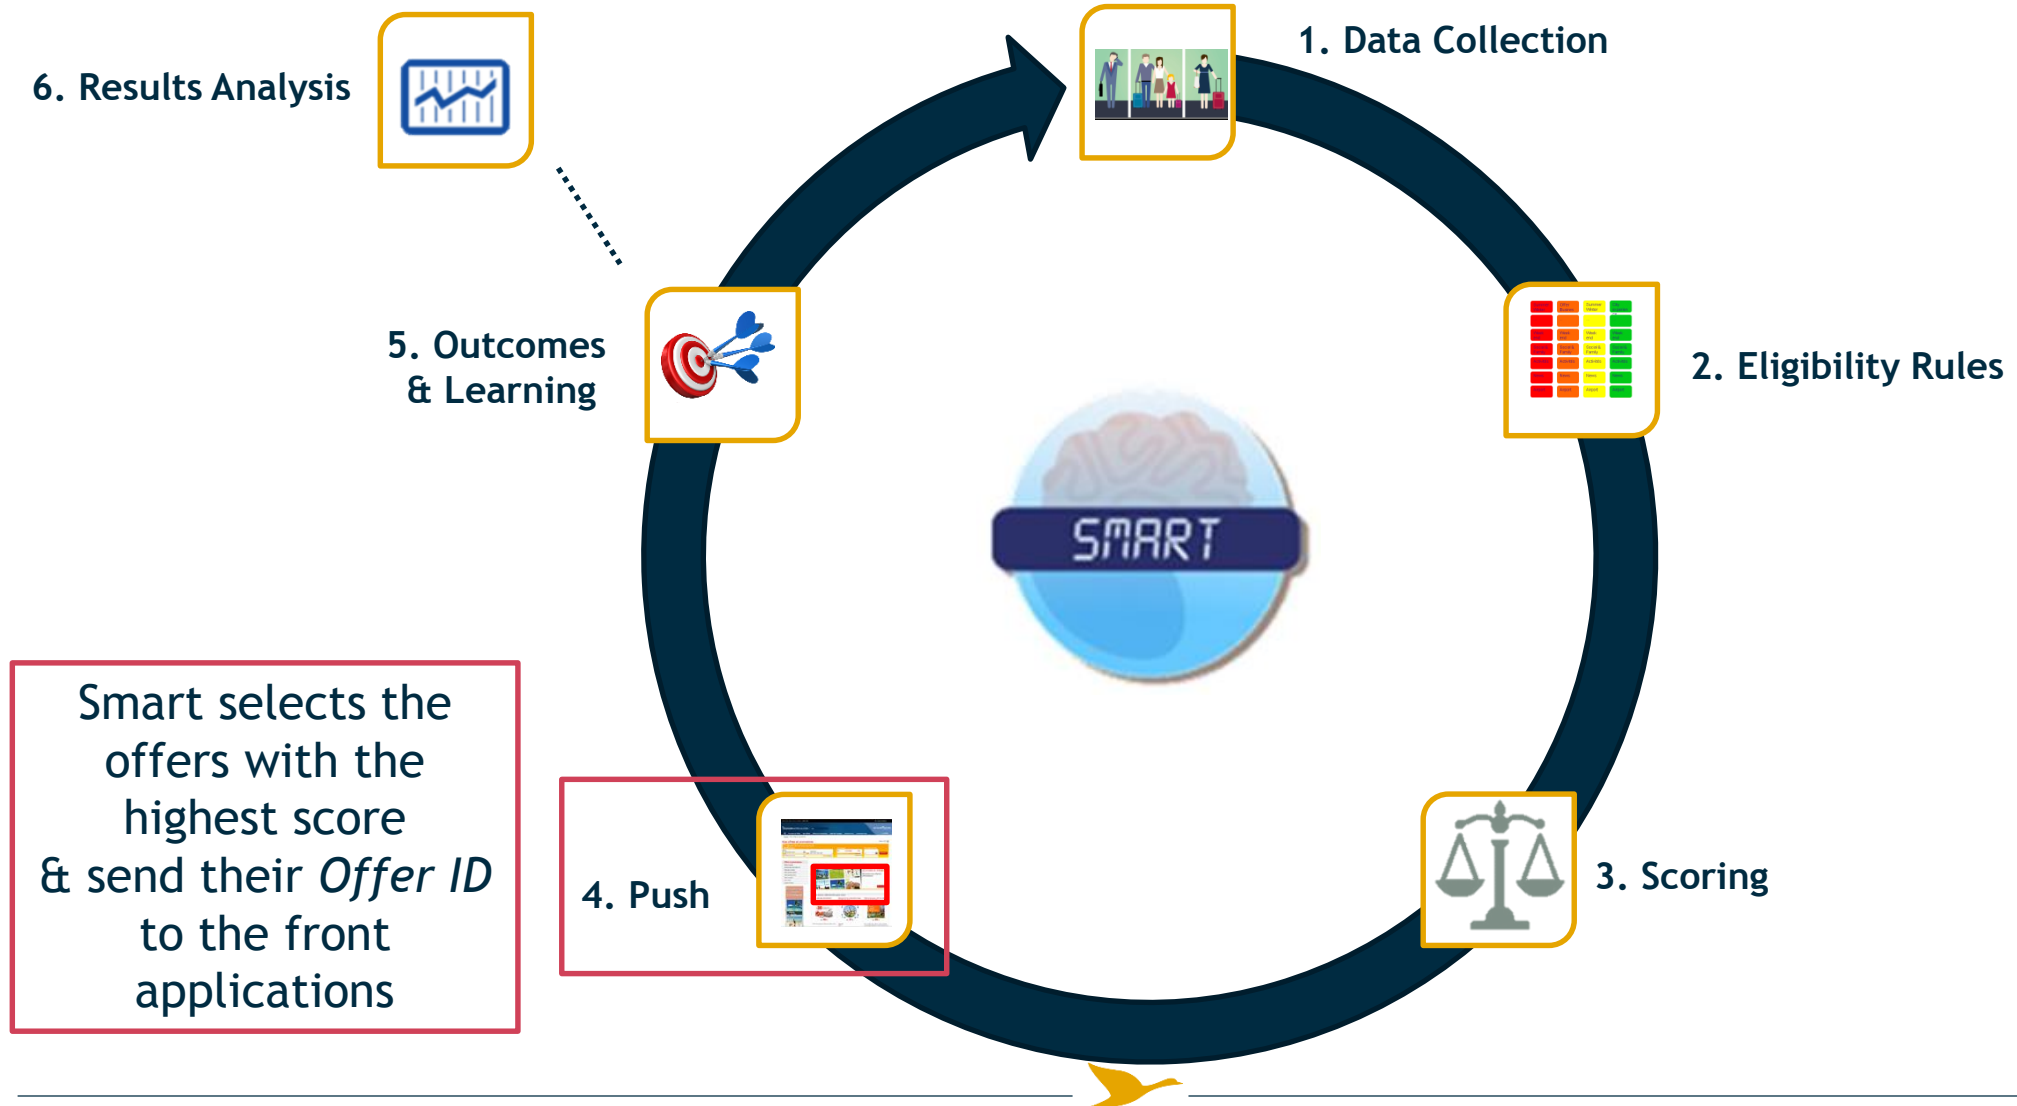 1. Data Collection
6. Results Analysis
5. Outcomes
& Learning
2. Eligibility Rules
SMART
Smart selects the
offers with the
highest score
& send their Offer ID
to the front
applications
4. Push
3. Scoring